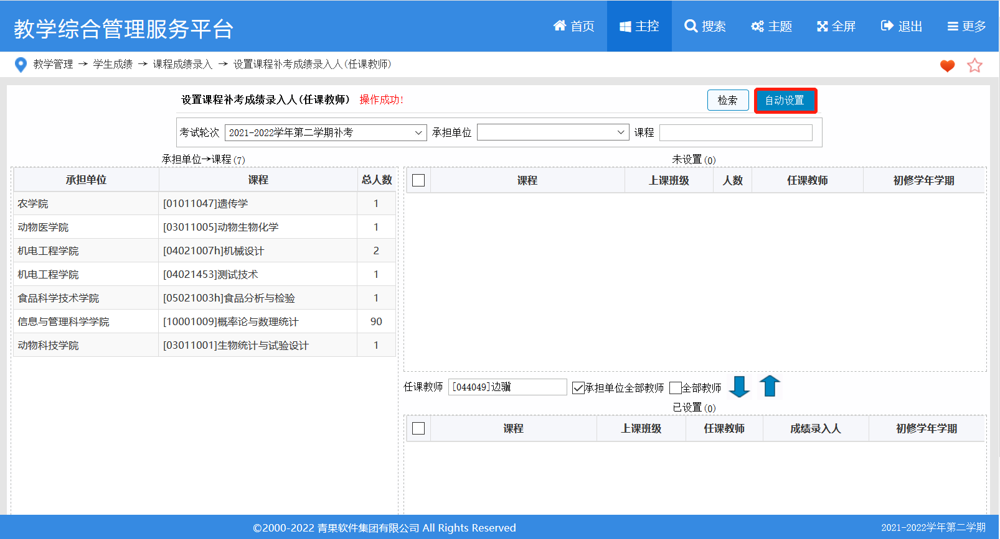 教学综合管理服务平台
首页 主控 搜索 主题 全屏 退出 更多
教学管理 → 学生成绩 → 课程成绩录入 → 设置课程补考成绩录入人(任课教师)
设置课程补考成绩录入人(任课教师) 操作成功! 检索 自动设置
考试轮次 2021-2022学年第二学期补考 承担单位 课程
承担单位→课程(7)
承担单位 课程 总人数
农学院 [01011047]遗传学 1
动物医学院 [03011005]动物生物化学 1
机电工程学院 [04021007h]机械设计 2
机电工程学院 [04021453]测试技术 1
食品科学技术学院 [05021003h]食品分析与检验 1
信息与管理科学学院 [10001009]概率论与数理统计 90
动物科技学院 [03011001]生物统计与试验设计 1
未设置(0)
课程 上课班级 人数 任课教师 初修学年学期
任课教师 [044049]边骥 承担单位全部教师 全部教师
已设置(0)
课程 上课班级 任课教师 成绩录入人 初修学年学期
©2000-2022 青果软件集团有限公司 All Rights Reserved
2021-2022学年第二学期